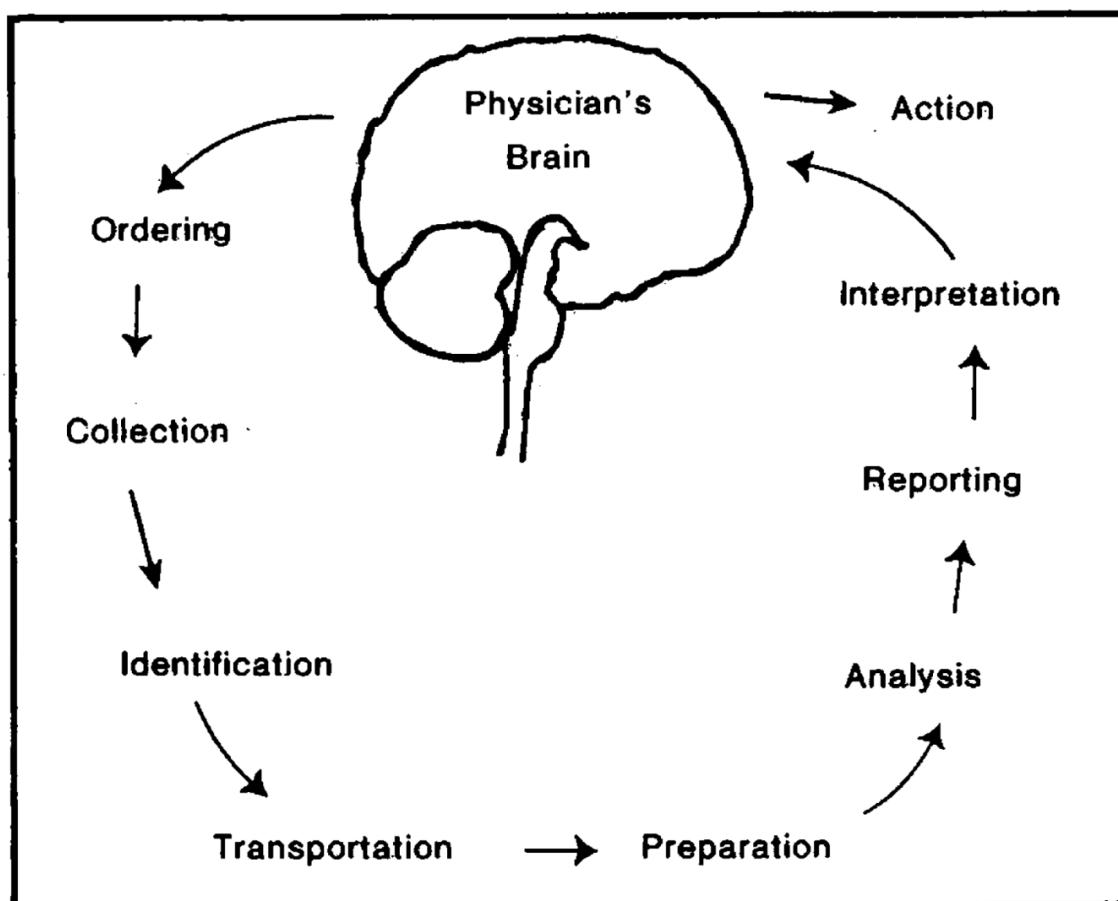 Physician's
Brain
Action
Ordering
Interpretation
Collection
Reporting
Identification
Analysis
Transportation
Preparation